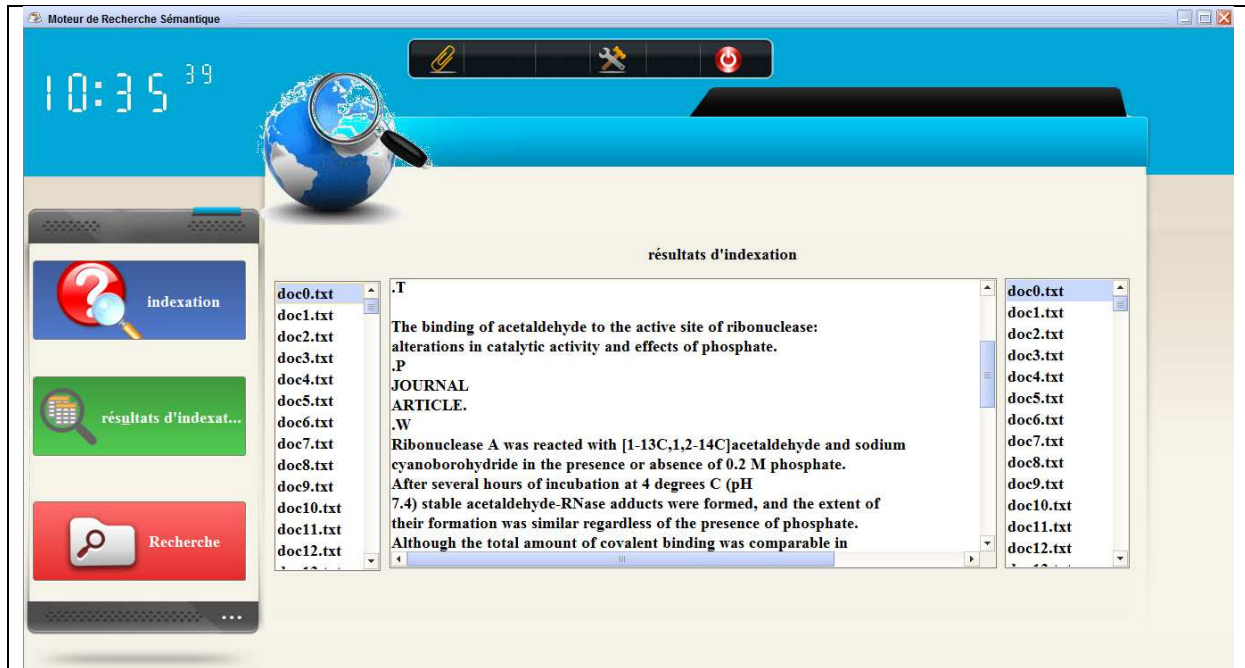 Moteur de Recherche Sémantique
10:35 39
résultats d'indexation
indexation
résultats d'indexat...
Recherche
...
doc0.txt
doc1.txt
doc2.txt
doc3.txt
doc4.txt
doc5.txt
doc6.txt
doc7.txt
doc8.txt
doc9.txt
doc10.txt
doc11.txt
doc12.txt
.T
The binding of acetaldehyde to the active site of ribonuclease:
alterations in catalytic activity and effects of phosphate.
.P
JOURNAL
ARTICLE.
.W
Ribonuclease A was reacted with [1-13C,1,2-14C]acetaldehyde and sodium
cyanoborohydride in the presence or absence of 0.2 M phosphate.
After several hours of incubation at 4 degrees C (pH
7.4) stable acetaldehyde-RNase adducts were formed, and the extent of
their formation was similar regardless of the presence of phosphate.
Although the total amount of covalent binding was comparable in
doc0.txt
doc1.txt
doc2.txt
doc3.txt
doc4.txt
doc5.txt
doc6.txt
doc7.txt
doc8.txt
doc9.txt
doc10.txt
doc11.txt
doc12.txt